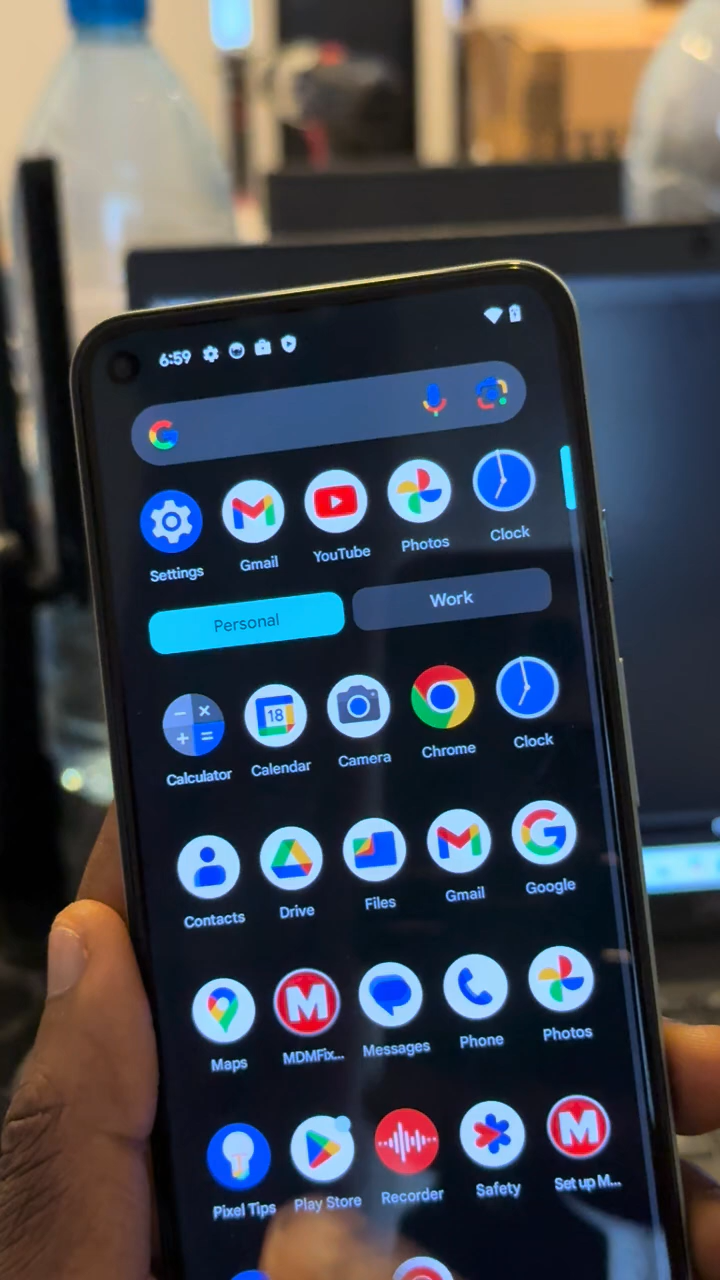 6:59
Settings Gmail YouTube Photos Clock
Personal Work
18
Calculator Calendar Camera Chrome Clock
Contacts Drive Files Gmail Google
M
Maps MDMFix... Messages Phone Photos
M
Pixel Tips Play Store Recorder Safety Set up M...